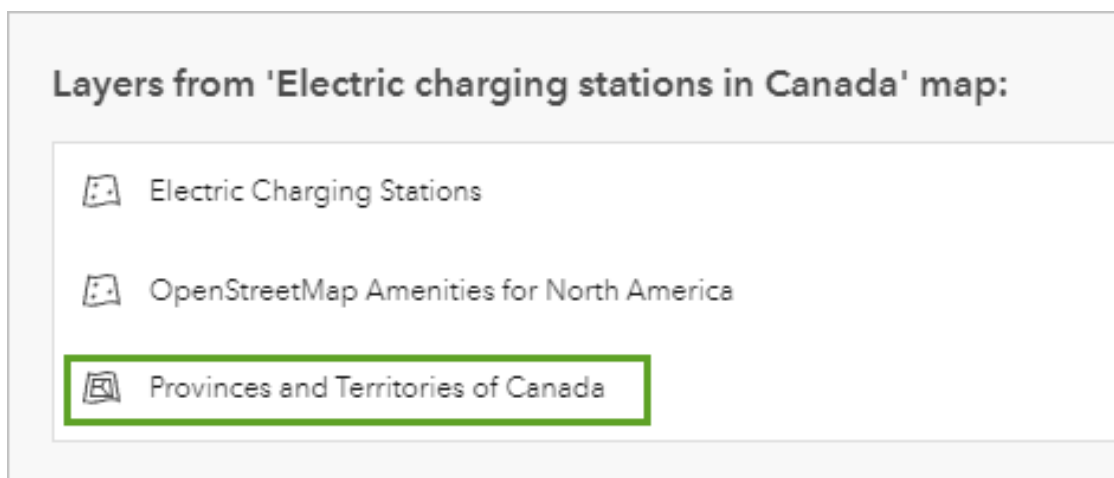 Layers from 'Electric charging stations in Canada' map:
Electric Charging Stations
OpenStreetMap Amenities for North America
Provinces and Territories of Canada